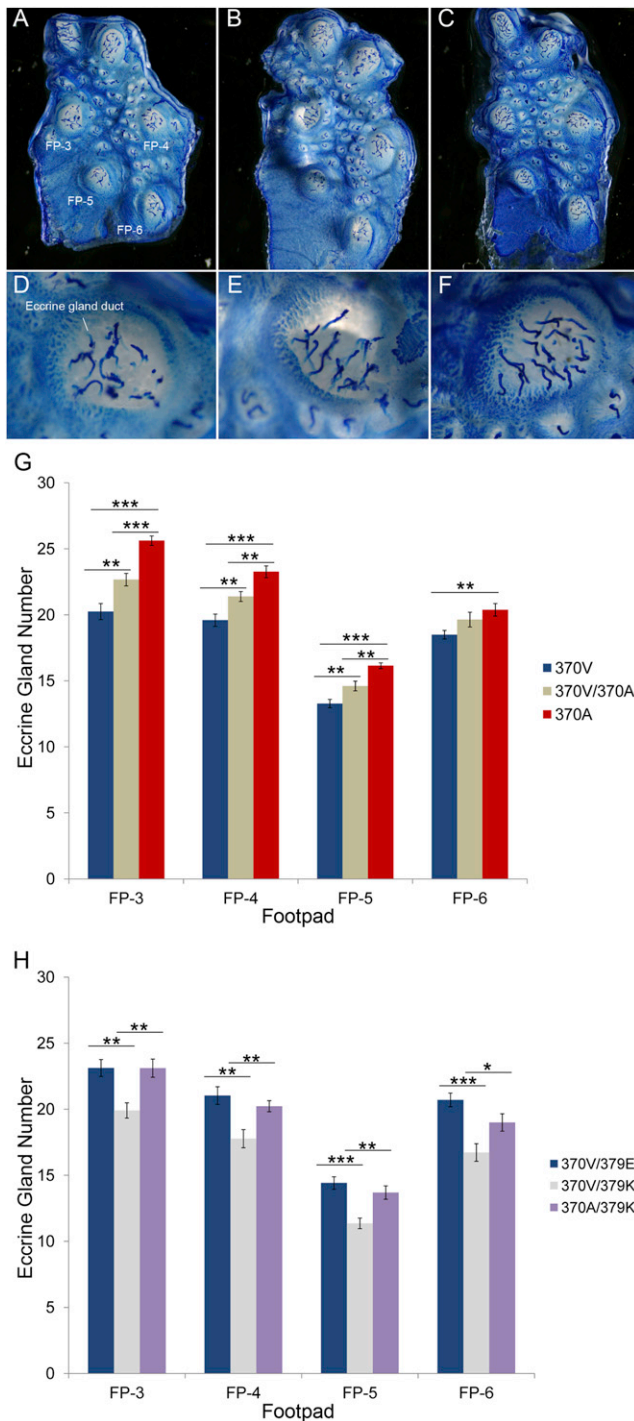 A
B
C
FP-3
FP-4
FP-5
FP-6
D
E
F
Eccrine gland duct
G
30
25
20
15
10
5
0
Eccrine Gland Number
*** *** **
*** ** **
*** ** **
**
FP-3 FP-4 FP-5 FP-6
Footpad
370V
370V/370A
370A
H
30
25
20
15
10
5
0
Eccrine Gland Number
** **
** **
*** **
*** *
FP-3 FP-4 FP-5 FP-6
Footpad
370V/379E
370V/379K
370A/379K